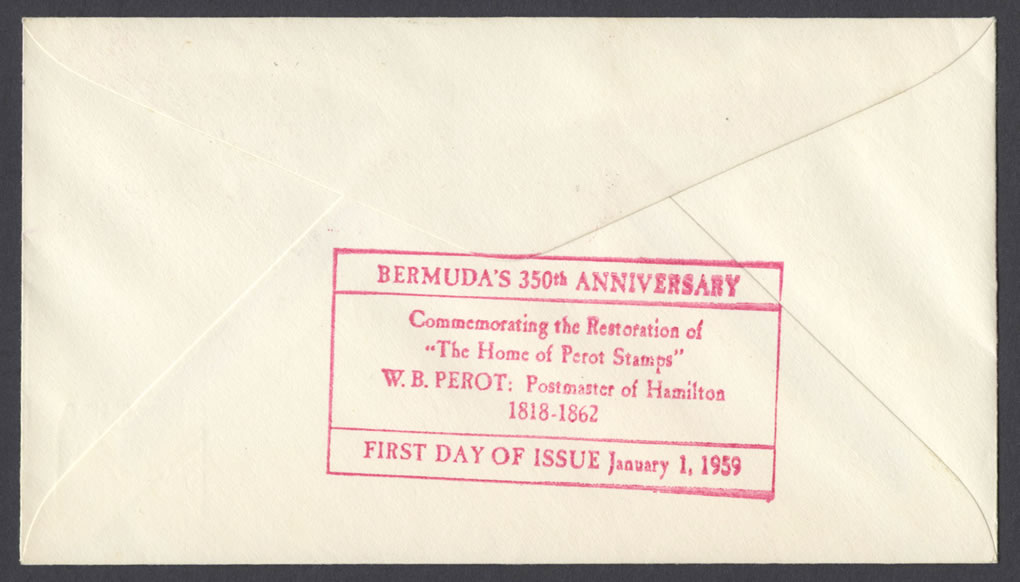 BERMUDA'S 350th ANNIVERSARY
Commemorating the Restoration of
"The Home of Perot Stamps"
W. B. PEROT: Postmaster of Hamilton
1818-1862
FIRST DAY OF ISSUE January 1, 1959